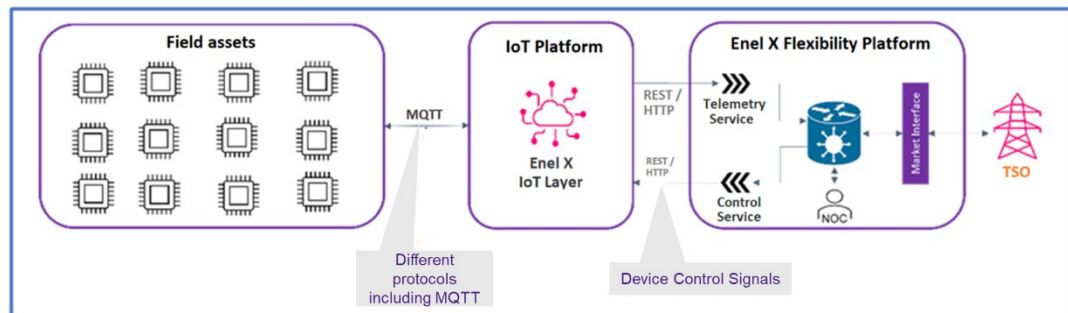 Field assets
MQTT
Different
protocols
including MQTT
IoT Platform
Enel X
IoT Layer
REST /
HTTP
REST /
HTTP
Device Control Signals
Enel X Flexibility Platform
Telemetry
Service
Control
Service
NOC
Market Interface
TSO